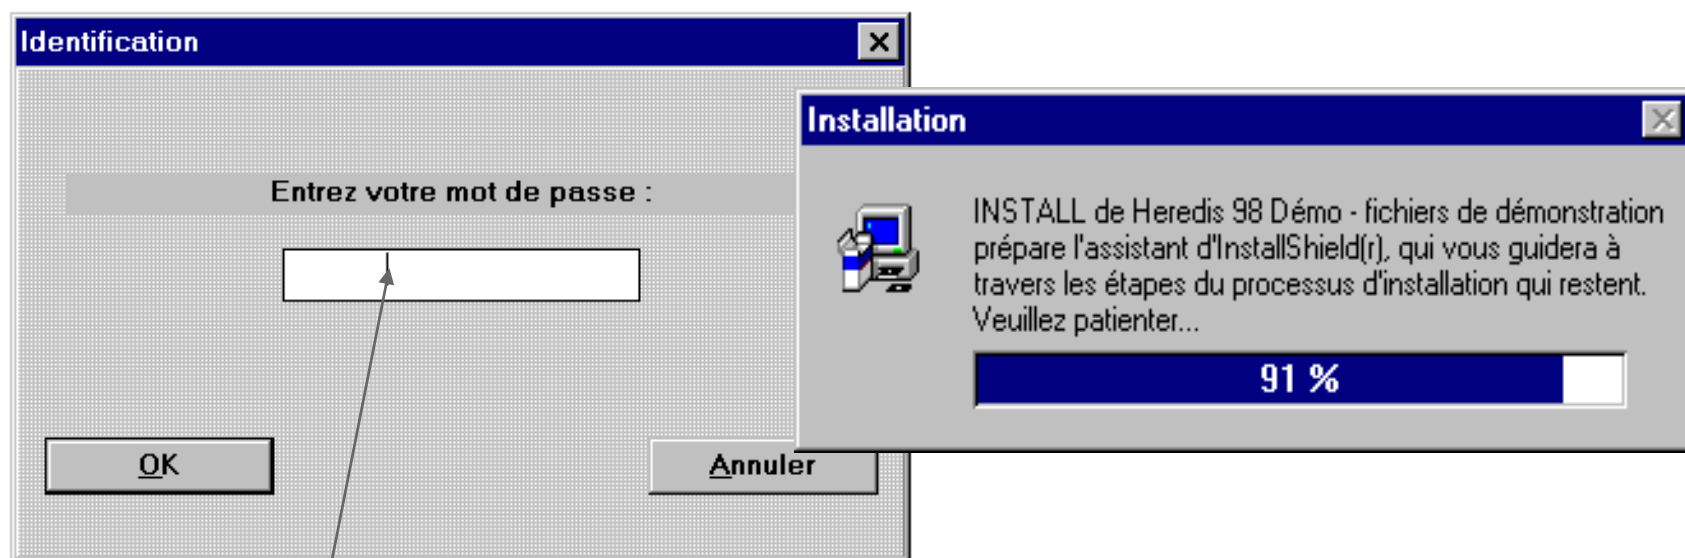 Identification
Entrez votre mot de passe :
OK
Annuler
Installation
INSTALL de Heredis 98 Démo - fichiers de démonstration
prépare l'assistant d'InstallShield(r), qui vous guidera à
travers les étapes du processus d'installation qui restent.
Veuillez patienter...
91 %